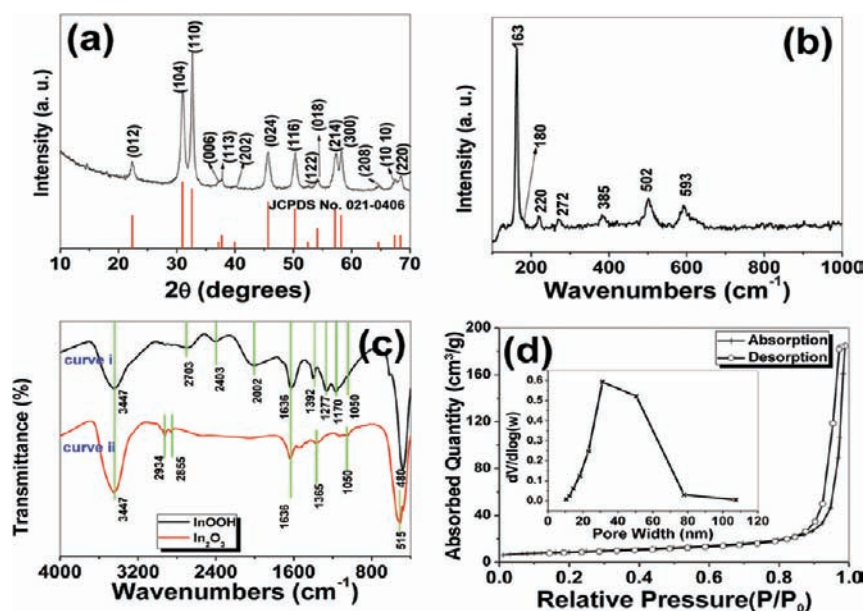 (a)
Intensity (a. u.)
(012)
(104)
(110)
(006)
(113)
(202)
(024)
(116)
(122)
(018)
(214)
(300)
(208)
(10 10)
(220)
JCPDS No. 021-0406
10 20 30 40 50 60 70
2θ (degrees)
(b)
Intensity (a. u.)
163
180
220
272
385
502
593
200 400 600 800 1000
Wavenumbers (cm⁻¹)
(c)
Transmittance (%)
curve i
3447
2703
2403
2002
1636
1392
1277
1170
1050
480
curve ii
3447
2934
2855
1636
1365
1050
515
InOOH
In₂O₃
4000 3200 2400 1600 800
Wavenumbers (cm⁻¹)
(d)
Absorption
Desorption
Absorbed Quantity (cm³/g)
200
160
120
80
40
0
dV/dlog(w)
0.6
0.5
0.4
0.3
0.2
0.1
0.0
0 20 40 60 80 100 120
Pore Width (nm)
0.0 0.2 0.4 0.6 0.8 1.0
Relative Pressure(P/P₀)